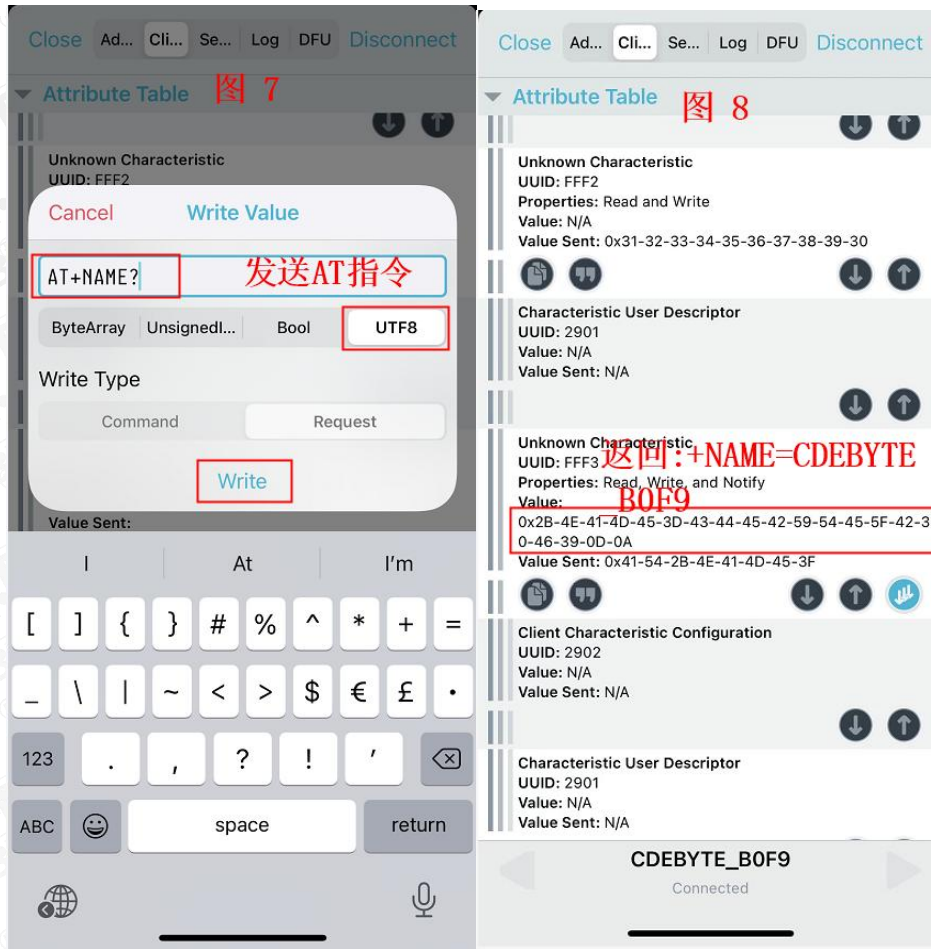 Close Ad... Cli... Se... Log DFU Disconnect
Attribute Table
图 7
Unknown Characteristic
UUID: FFF2
Cancel Write Value
AT+NAME?
发送AT指令
ByteArray UnsignedI... Bool UTF8
Write Type
Command Request
Write
Value Sent:
I At I'm
[ ] { } # % ^ * + =
_ \ | ~ < > $ € £ •
123 . , ? ! ’
ABC space return
Close Ad... Cli... Se... Log DFU Disconnect
Attribute Table
图 8
Unknown Characteristic
UUID: FFF2
Properties: Read and Write
Value: N/A
Value Sent: 0x31-32-33-34-35-36-37-38-39-30
Characteristic User Descriptor
UUID: 2901
Value: N/A
Value Sent: N/A
Unknown Characteristic
UUID: FFF3
返回:+NAME=CDEBYTE
_B0F9
Properties: Read, Write, and Notify
Value:
0x2B-4E-41-4D-45-3D-43-44-45-42-59-54-45-5F-42-3
0-46-39-0D-0A
Value Sent: 0x41-54-2B-4E-41-4D-45-3F
Client Characteristic Configuration
UUID: 2902
Value: N/A
Value Sent: N/A
Characteristic User Descriptor
UUID: 2901
Value: N/A
Value Sent: N/A
CDEBYTE_B0F9
Connected